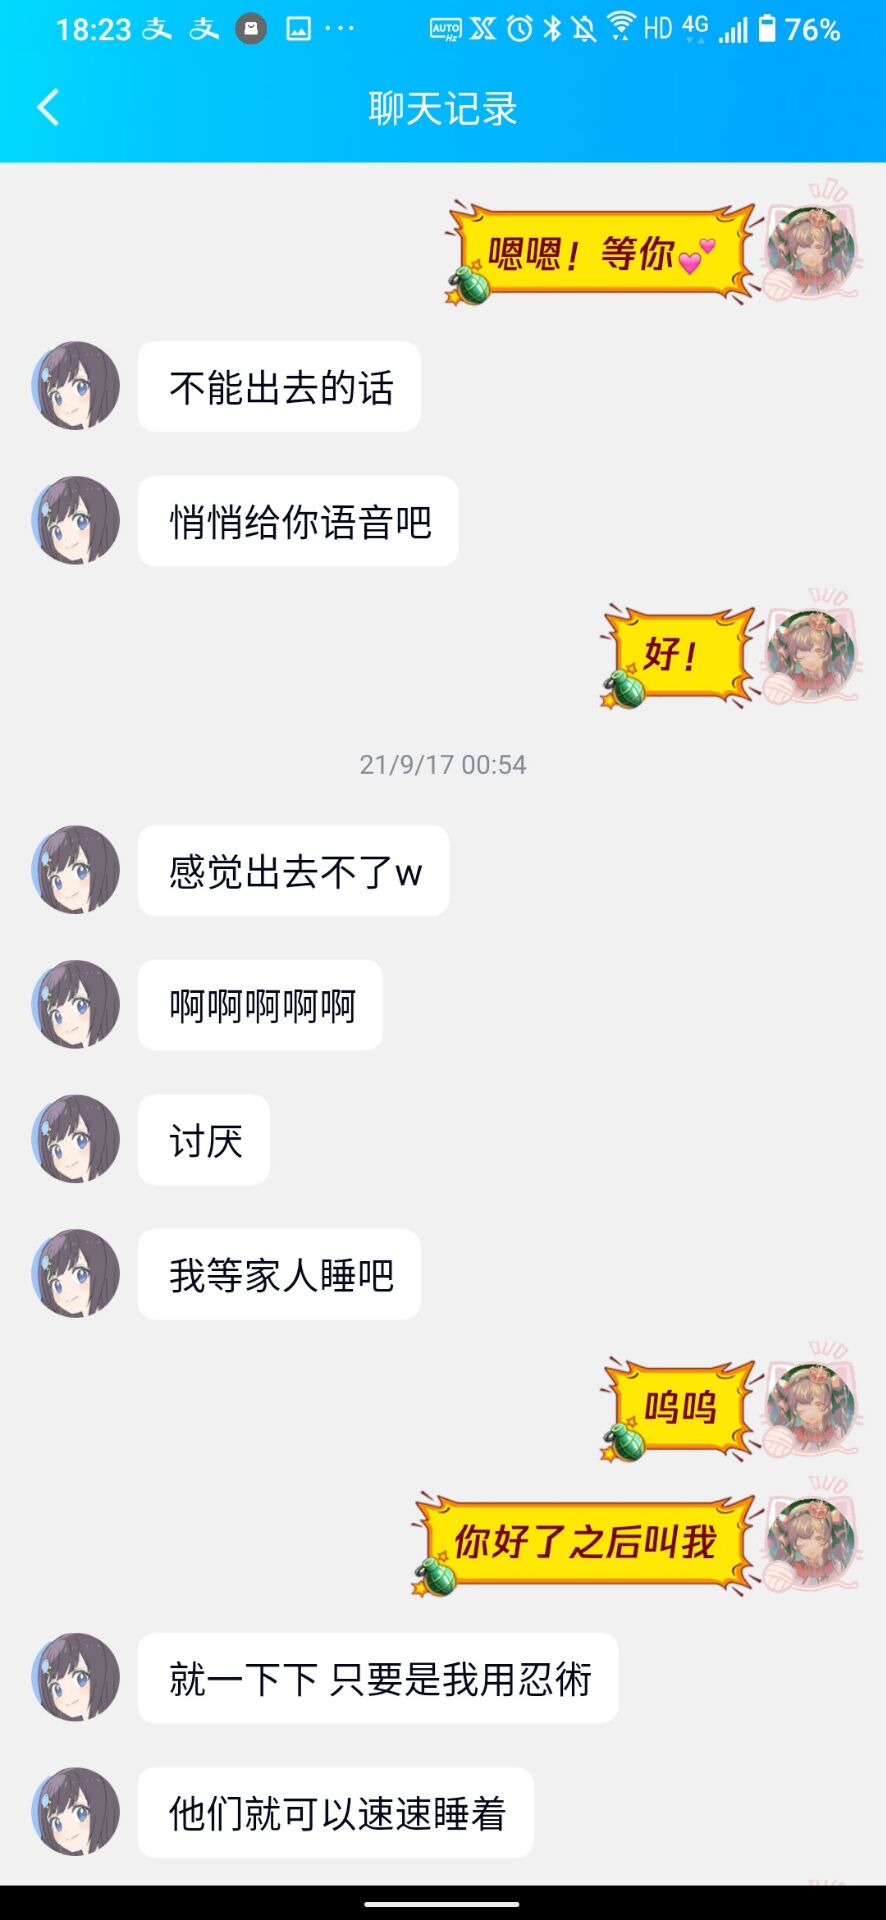 18:23 支 支 ··· AUTO Hz HD 4G 76%
聊天记录
嗯嗯！等你💕
不能出去的话
悄悄给你语音吧
好！
21/9/17 00:54
感觉出去不了w
啊啊啊啊啊
讨厌
我等家人睡吧
呜呜
你好了之后叫我
就一下下 只要是我用忍術
他们就可以速速睡着